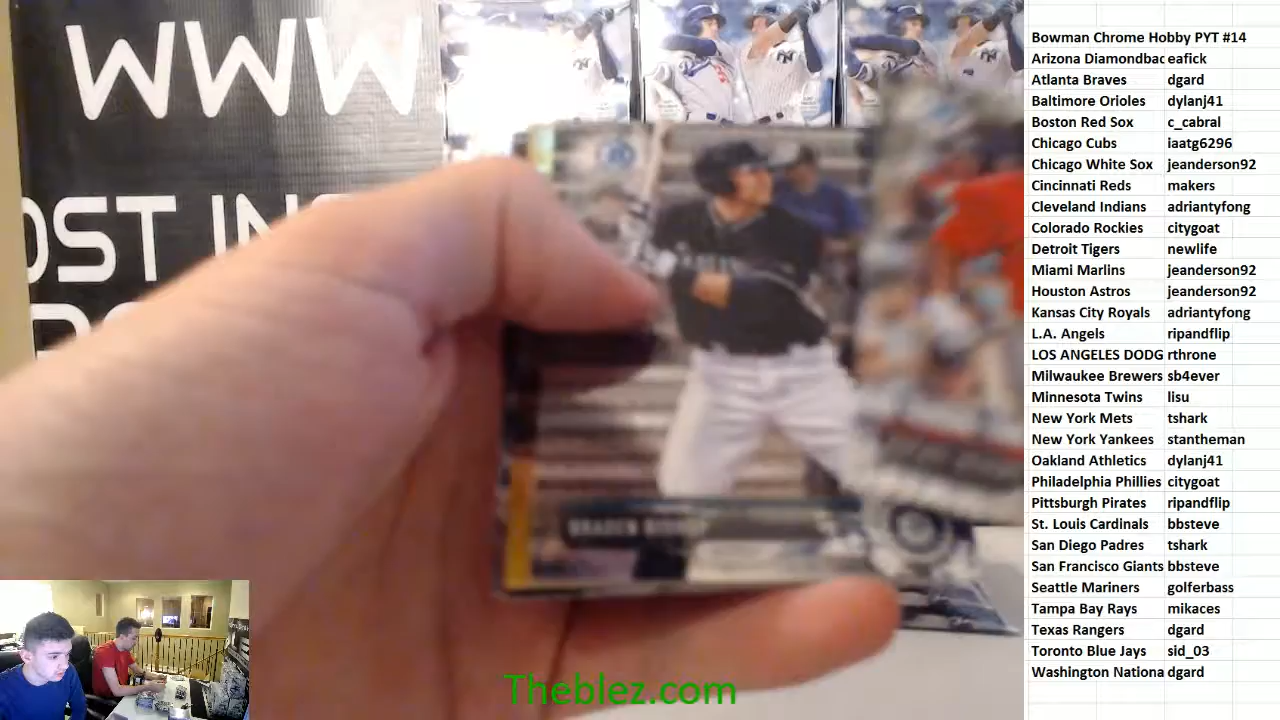 WWW
OST IN
Bowman Chrome Hobby PYT #14
Arizona Diamondbac eafick
Atlanta Braves dgard
Baltimore Orioles dylanj41
Boston Red Sox c_cabral
Chicago Cubs iaatg6296
Chicago White Sox jeanderson92
Cincinnati Reds makers
Cleveland Indians adriantyfong
Colorado Rockies citygoat
Detroit Tigers newlife
Miami Marlins jeanderson92
Houston Astros jeanderson92
Kansas City Royals adriantyfong
L.A. Angels ripandflip
LOS ANGELES DODG rthrone
Milwaukee Brewers sb4ever
Minnesota Twins lisu
New York Mets tshark
New York Yankees stantheman
Oakland Athletics dylanj41
Philadelphia Phillies citygoat
Pittsburgh Pirates ripandflip
St. Louis Cardinals bbsteve
San Diego Padres tshark
San Francisco Giants bbsteve
Seattle Mariners golferbass
Tampa Bay Rays mikaces
Texas Rangers dgard
Toronto Blue Jays sid_03
Washington Nationa dgard
BRADEN
Theblez.com